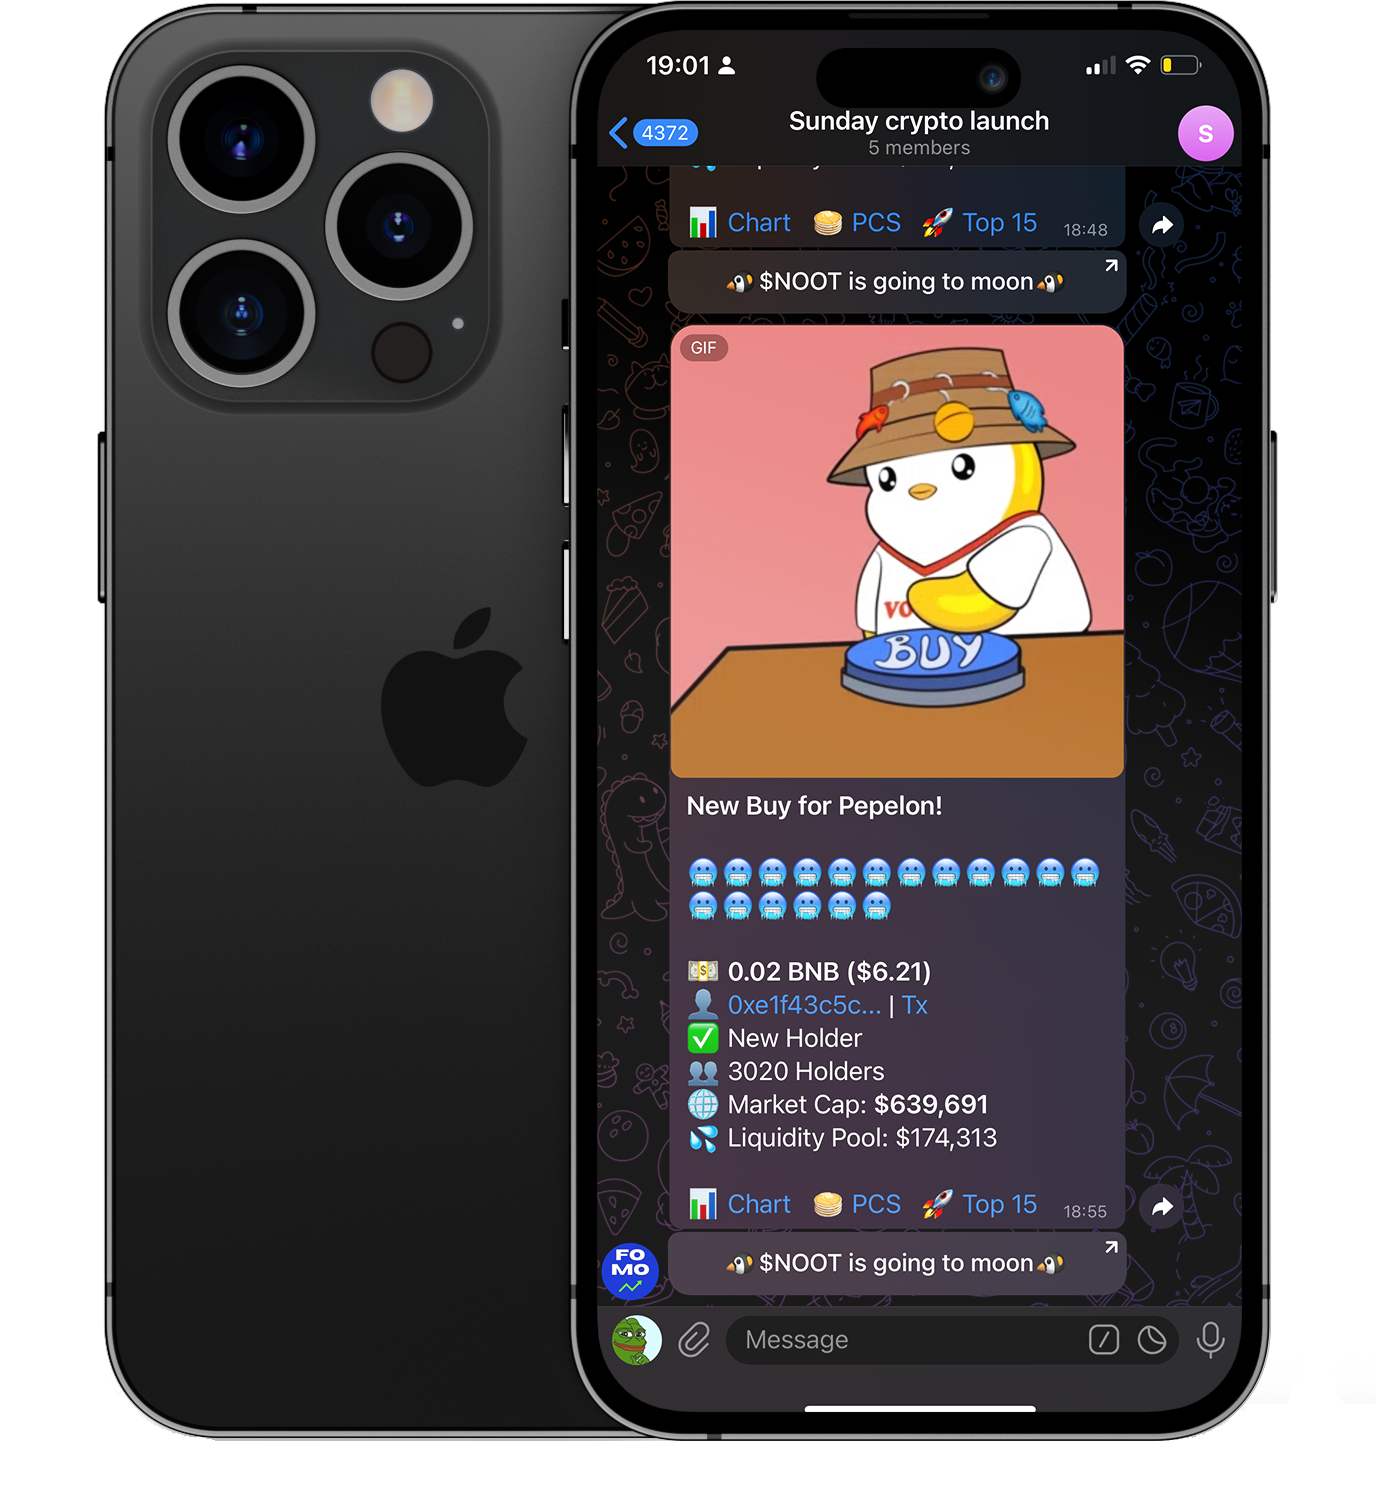 19:01
4372
Sunday crypto launch
5 members
S
Chart PCS Top 15 18:48
$NOOT is going to moon
GIF
VO
BUY
New Buy for Pepelon!
0.02 BNB ($6.21)
0xe1f43c5c... | Tx
New Holder
3020 Holders
Market Cap: $639,691
Liquidity Pool: $174,313
Chart PCS Top 15 18:55
$NOOT is going to moon
FO
MO
Message